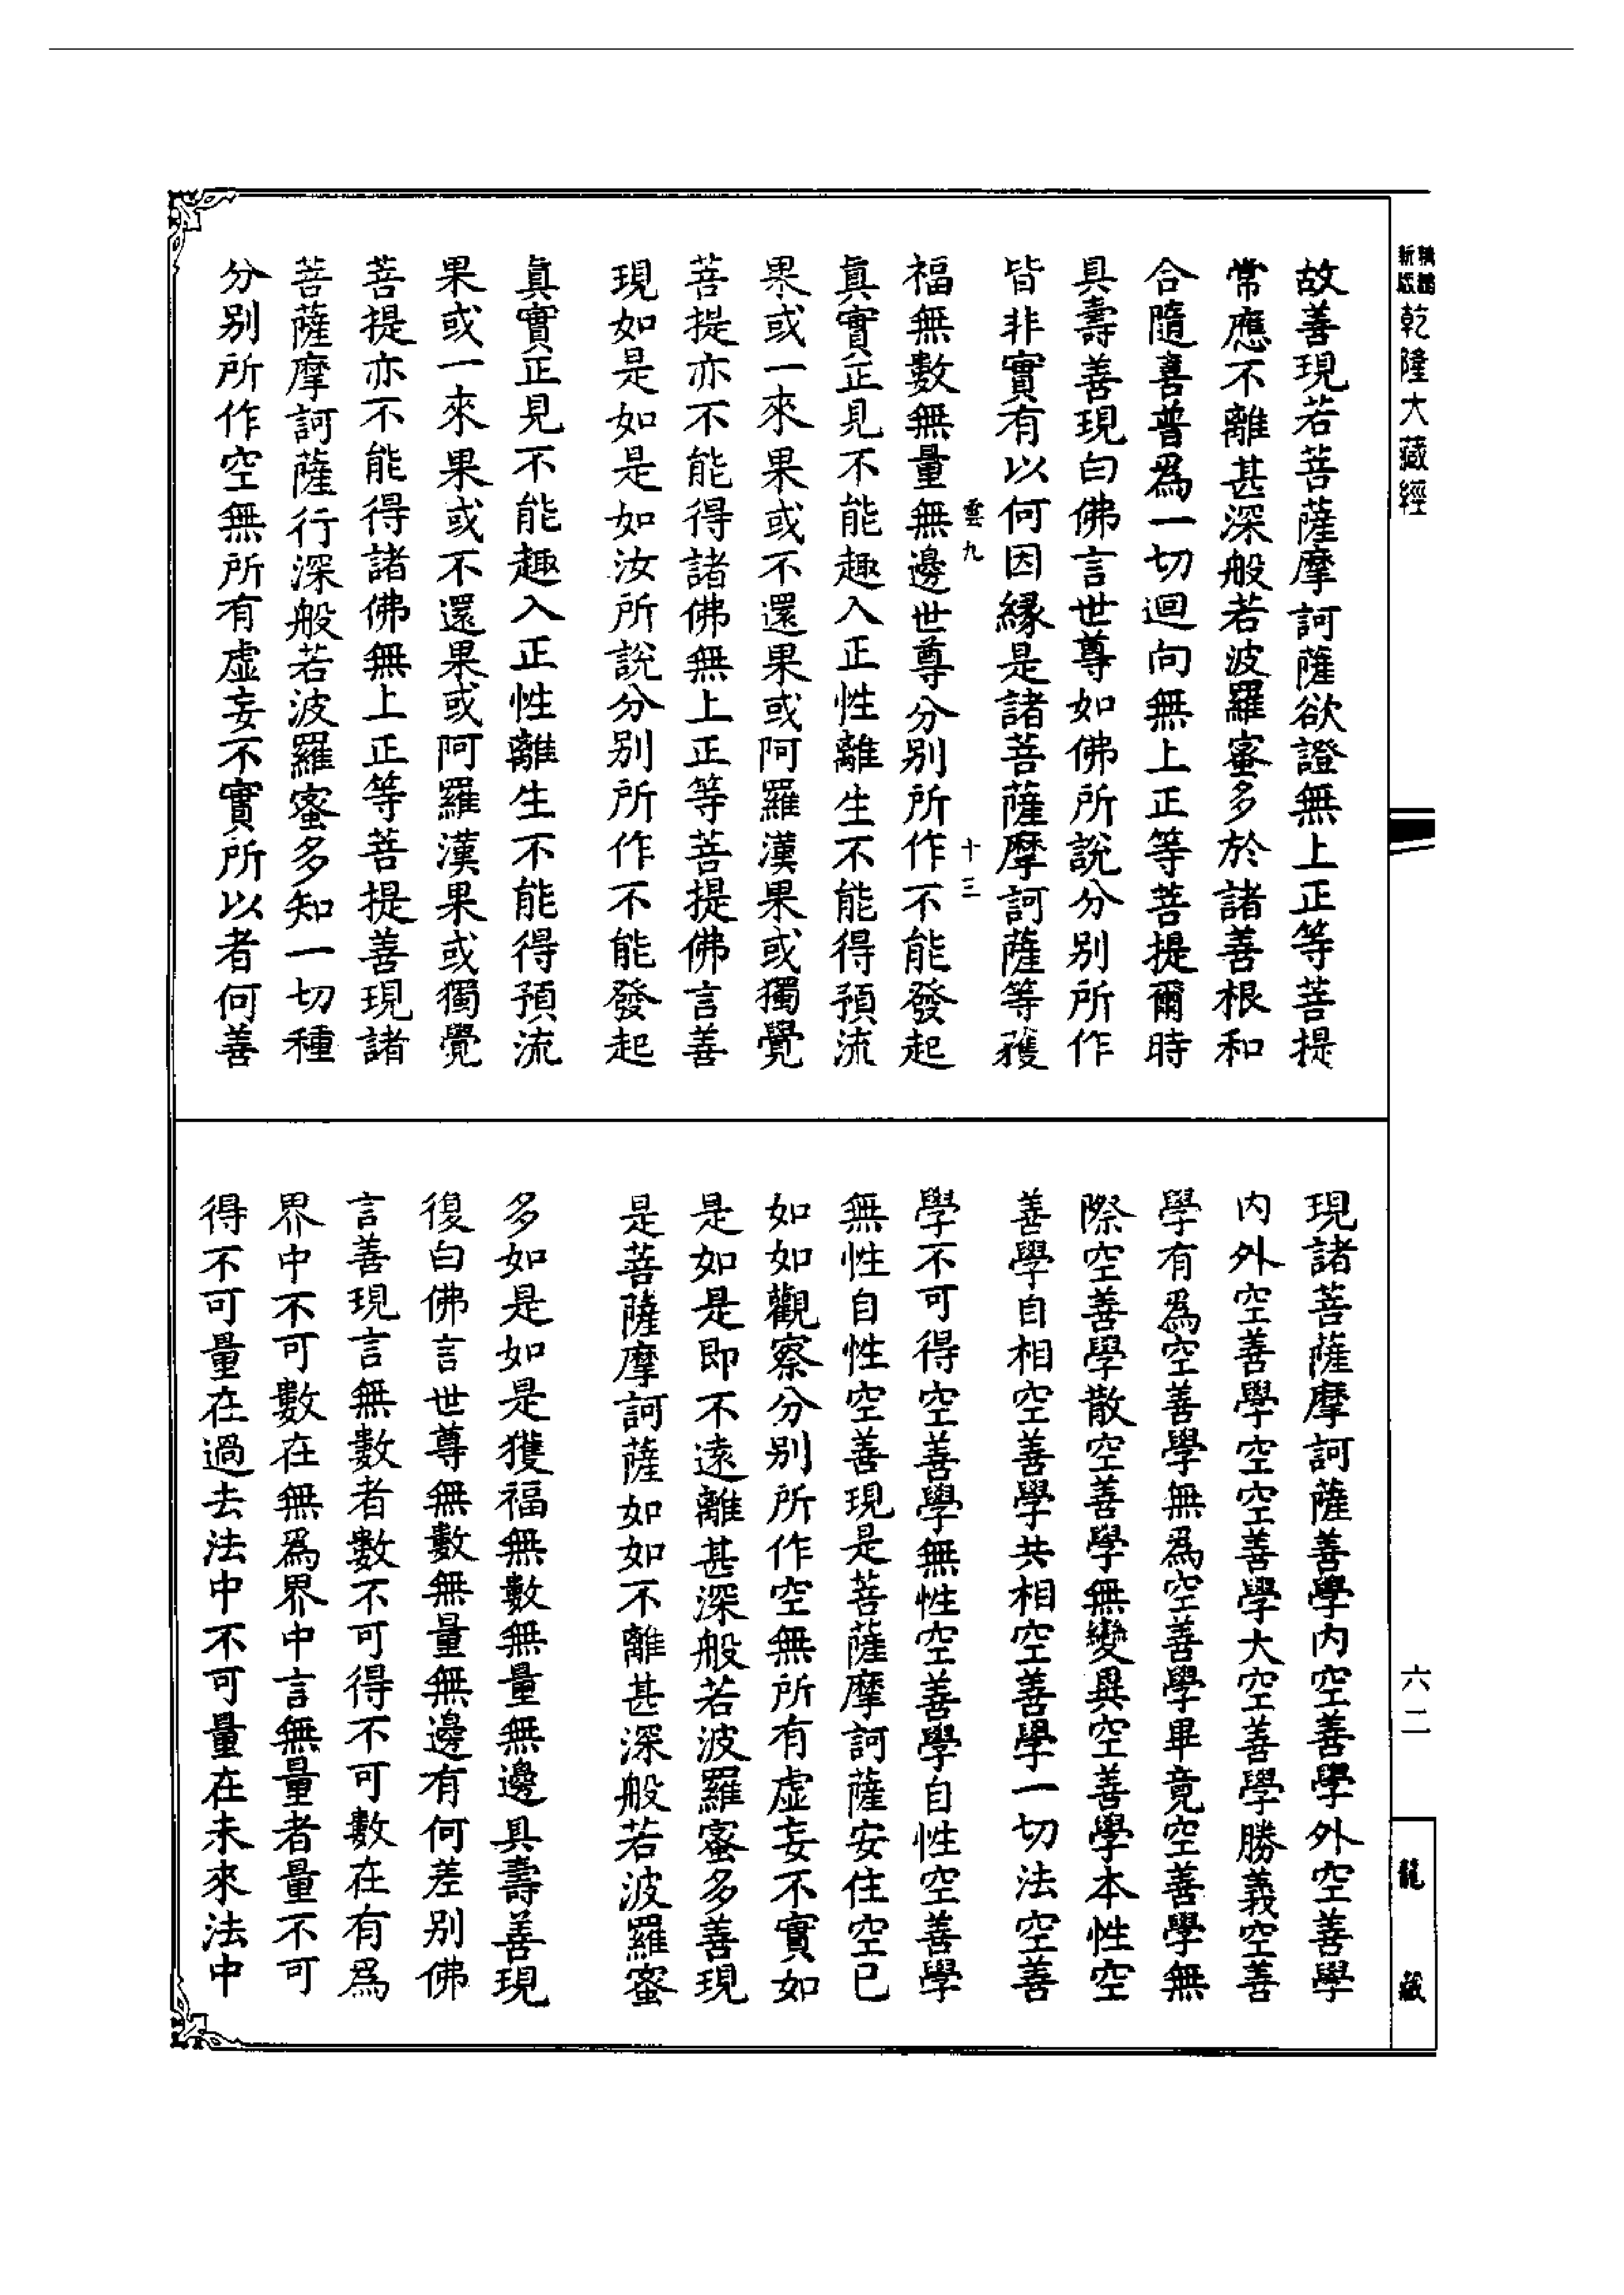 乾隆大藏經
故善現若菩薩摩訶薩欲證無上正等菩提
常應不離甚深般若波羅蜜多於諸善根和
合隨喜普爲一切迴向無上正等菩提爾時
具壽善現白佛言世尊如佛所說分別所作
皆非實有以何因緣是諸菩薩摩訶薩等獲
雲九 十三
福無數無量無邊世尊分別所作不能發起
真實正見不能趣入正性離生不能得預流
果或一來果或不還果或阿羅漢果或獨覺
菩提亦不能得諸佛無上正等菩提佛言善
現如是如是如汝所說分別所作不能發起
真實正見不能趣入正性離生不能得預流
果或一來果或不還果或阿羅漢果或獨覺
菩提亦不能得諸佛無上正等菩提善現諸
菩薩摩訶薩行深般若波羅蜜多知一切種
分別所作空無所有虛妄不實所以者何善
現諸菩薩摩訶薩善學內空善學外空善學
內外空善學空空善學大空善學勝義空善
學有爲空善學無爲空善學畢竟空善學無
際空善學散空善學無變異空善學本性空
善學自相空善學共相空善學一切法空善
學不可得空善學無性空善學自性空善學
無性自性空善現是菩薩摩訶薩安住空已
如如觀察分別所作空無所有虛妄不實如
是如是即不遠離甚深般若波羅蜜多善現
是菩薩摩訶薩如如不離甚深般若波羅蜜
多如是如是獲福無數無量無邊具壽善現
復白佛言世尊無數無量無邊有何差別佛
言善現言無數者數不可得不可數在有爲
界中不可數在無爲界中言無量者量不可
得不可量在過去法中不可量在未來法中
六二
龍藏